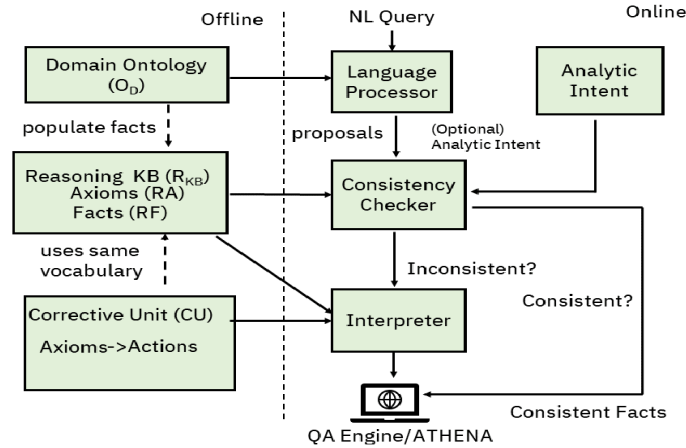 Offline
NL Query
Online
Domain Ontology
(O_D)
Language
Processor
Analytic
Intent
populate facts
proposals
(Optional)
Analytic Intent
Reasoning KB (R_KB)
Axioms (RA)
Facts (RF)
Consistency
Checker
uses same
vocabulary
Inconsistent?
Consistent?
Corrective Unit (CU)
Axioms->Actions
Interpreter
Consistent Facts
QA Engine/ATHENA